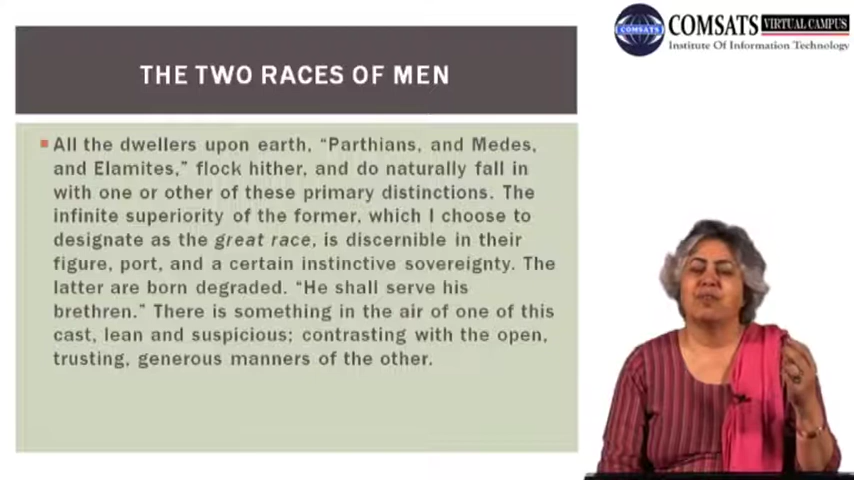 COMSATS VIRTUAL CAMPUS
COMSATS
Institute Of Information Technology
THE TWO RACES OF MEN
All the dwellers upon earth, “Parthians, and Medes,
and Elamites,” flock hither, and do naturally fall in
with one or other of these primary distinctions. The
infinite superiority of the former, which I choose to
designate as the great race, is discernible in their
figure, port, and a certain instinctive sovereignty. The
latter are born degraded. “He shall serve his
brethren.” There is something in the air of one of this
cast, lean and suspicious; contrasting with the open,
trusting, generous manners of the other.